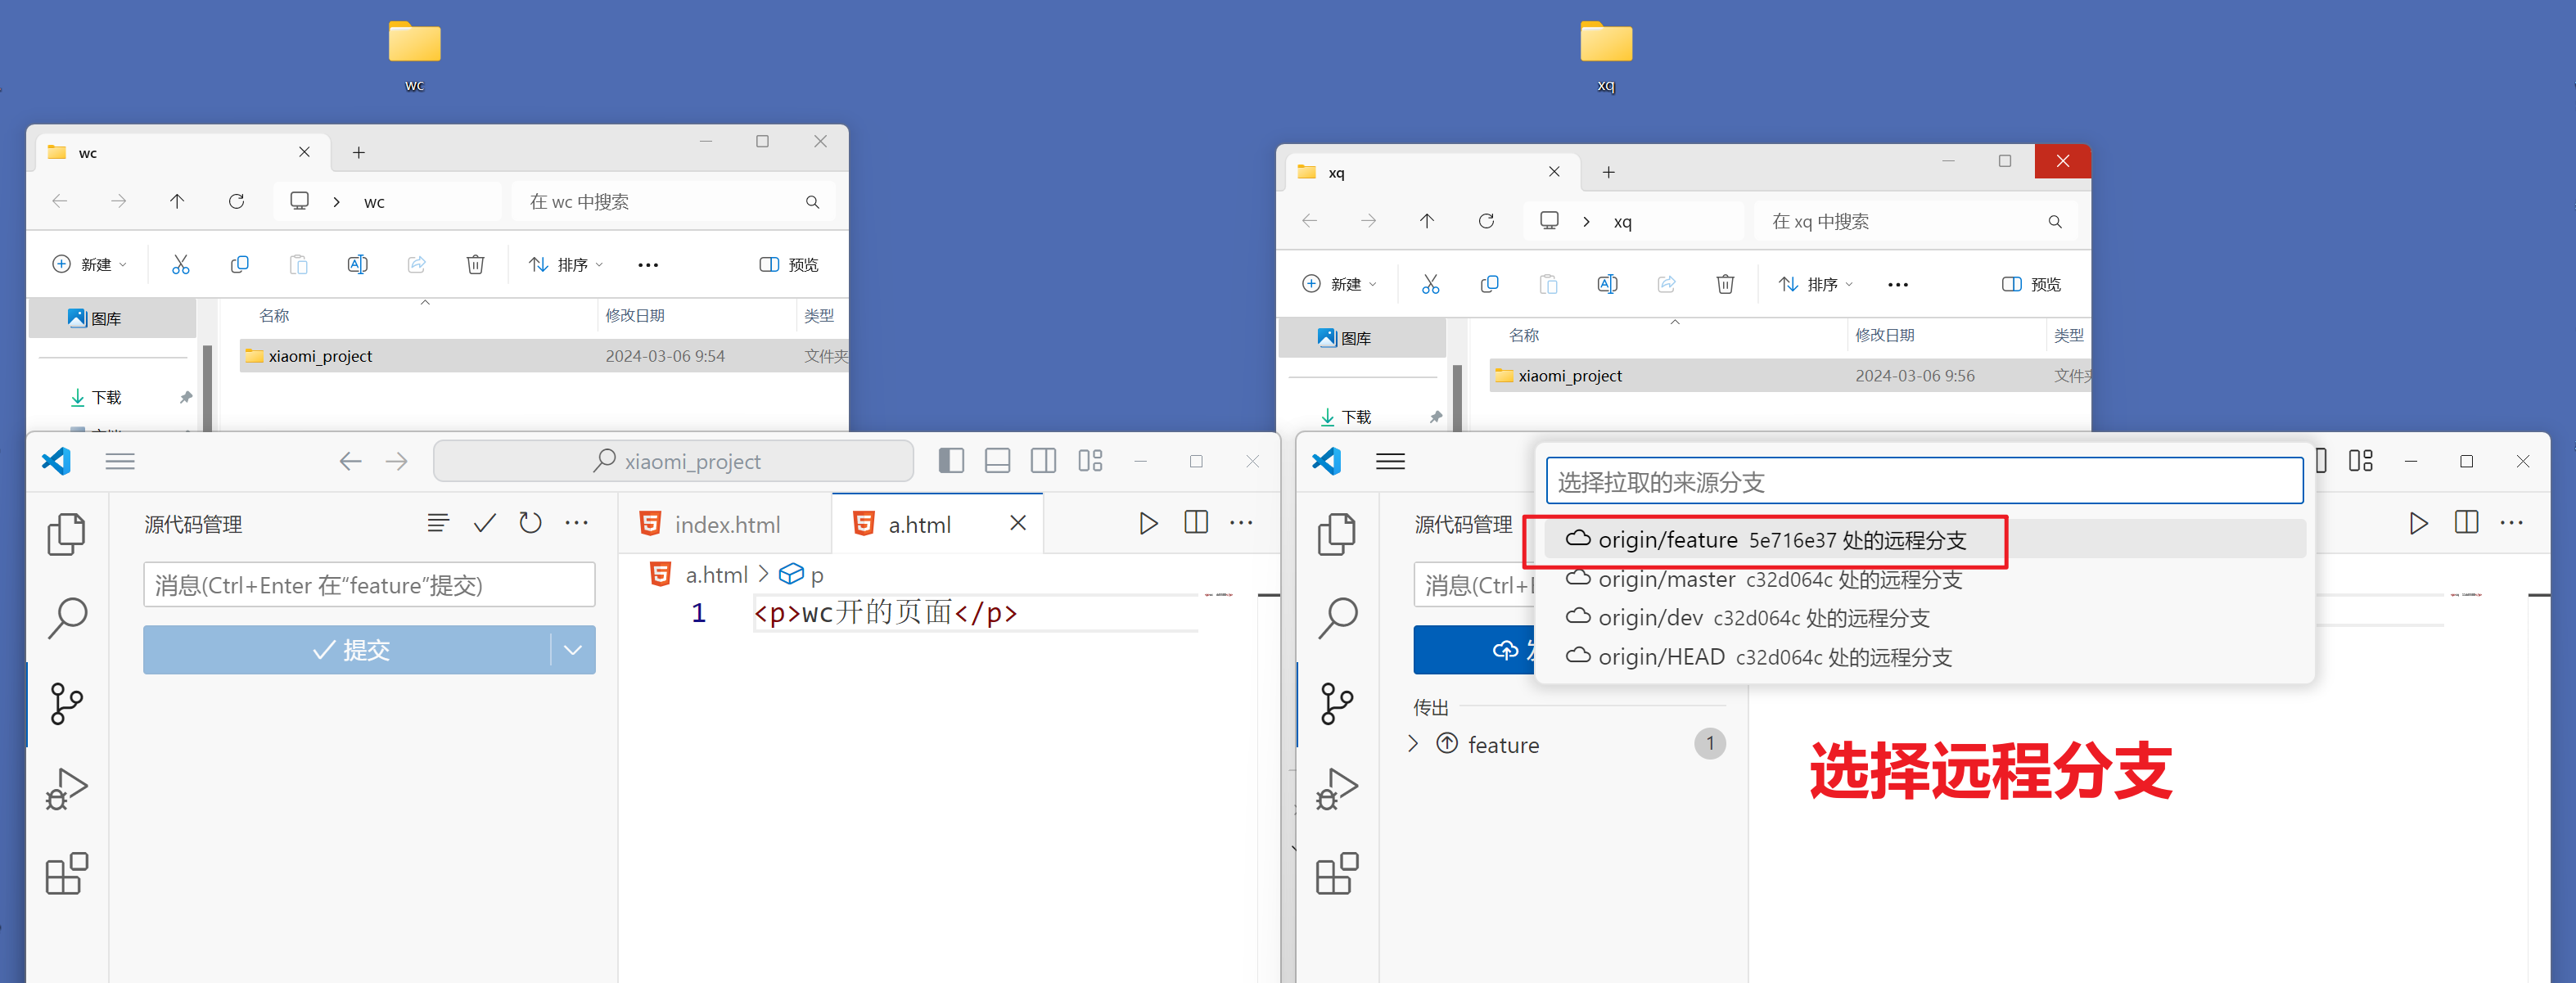 wc
xq
wc
wc
在 wc 中搜索
新建
排序
预览
图库
名称
修改日期
类型
xiaomi_project
2024-03-06 9:54
文件夹
下载
xq
xq
在 xq 中搜索
新建
排序
预览
图库
名称
修改日期
类型
xiaomi_project
2024-03-06 9:56
文件夹
下载
xiaomi_project
源代码管理
消息(Ctrl+Enter 在“feature”提交)
提交
index.html
a.html
a.html
p
1 <p>wc开的页面</p>
选择拉取的来源分支
origin/feature 5e716e37 处的远程分支
origin/master c32d064c 处的远程分支
origin/dev c32d064c 处的远程分支
origin/HEAD c32d064c 处的远程分支
源代码管理
消息(Ctrl+
传出
feature
1
选择远程分支